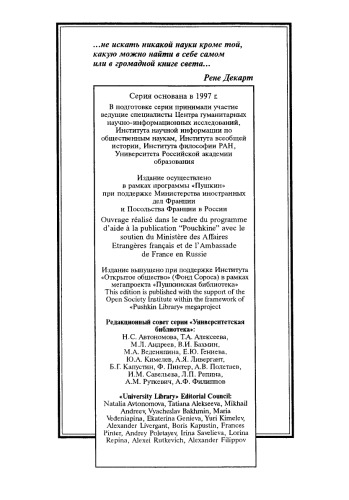 ...не искать никакой науки кроме той,
какую можно найти в себе самом
или в громадной книге света...
Рене Декарт
Серия основана в 1997 г.
В подготовке серии принимали участие
ведущие специалисты Центра гуманитарных
научно-информационных исследований,
Института научной информации по
общественным наукам, Института всеобщей
истории, Института философии РАН,
Университета Российской академии
образования
Издание осуществлено
в рамках программы «Пушкин»
при поддержке Министерства иностранных
дел Франции
и Посольства Франции в России
Ouvrage réalisé dans le cadre du programme
d’aide à la publication “Pouchkine” avec le
soutien du Ministère des Affaires
Etrangères français et de l’Ambassade
de France en Russie
Издание выпущено при поддержке Института
«Открытое общество» (Фонд Сороса) в рамках
мегапроекта «Пушкинская библиотека»
This edition is published with the support of the
Open Society Institute within the framework of
«Pushkin Library» megaproject
Редакционный совет серии «Университетская
библиотека»:
Н.С. Автономова, Т.А. Алексеева,
М.Л. Андреев, В.И. Бахмин,
М.А. Веденяпина, Е.Ю. Гениева,
Ю.А. Кимелев, А.Я. Ливергант,
Б.Г. Капустин, Ф. Пинтер, А.В. Полетаев,
И.М. Савельева, Л.П. Репина,
А.М. Руткевич, А.Ф. Филиппов
«University Library» Editorial Council:
Natalia Avtonomova, Tatiana Alekseeva, Mikhail
Andreev, Vyacheslav Bakhmin, Maria
Vedeniapina, Ekaterina Genieva, Yuri Kimelev,
Alexander Livergant, Boris Kapustin, Frances
Pinter, Andrey Poletayev, Irina Savelieva, Lorina
Repina, Alexei Rutkevich, Alexander Filippov